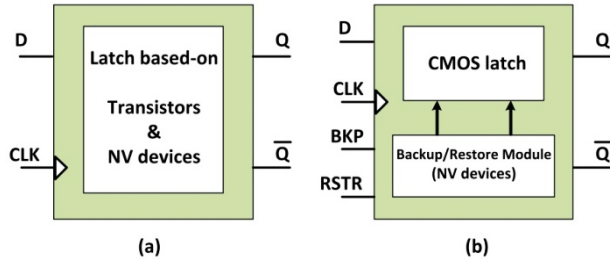 D
Latch based-on
Transistors
&
NV devices
CLK
Q
Q
(a)
D
CLK
BKP
RSTR
CMOS latch
Backup/Restore Module
(NV devices)
Q
Q
(b)